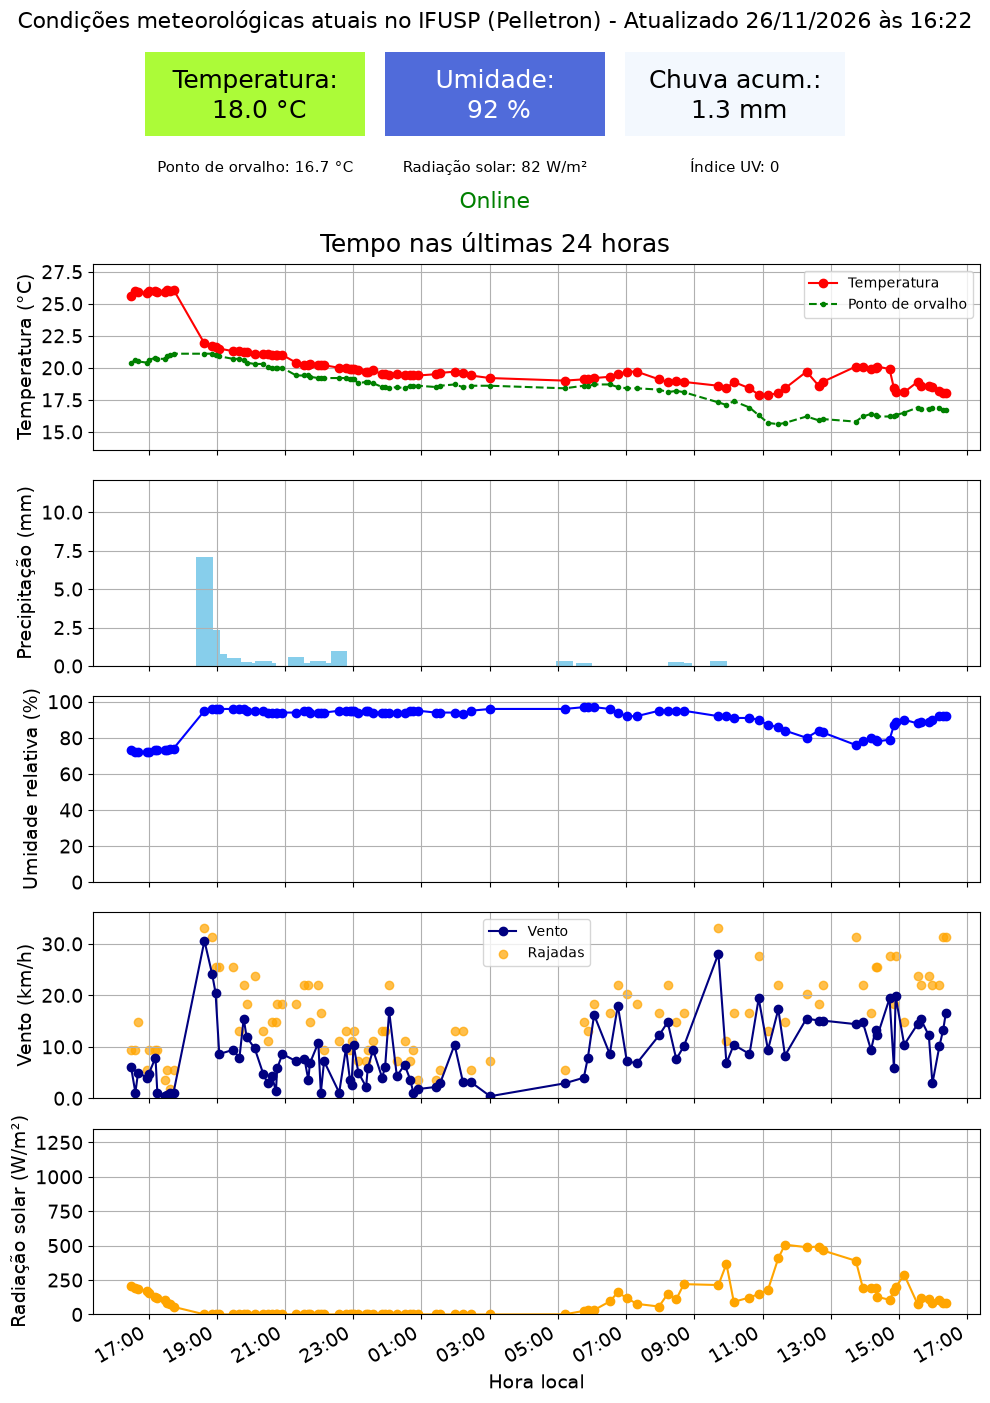 Condições meteorológicas atuais no IFUSP (Pelletron) - Atualizado 26/11/2026 às 16:22
Temperatura:
18.0 °C
Umidade:
92 %
Chuva acum.:
1.3 mm
Ponto de orvalho: 16.7 °C
Radiação solar: 82 W/m²
Índice UV: 0
Online
Tempo nas últimas 24 horas
Temperatura (°C)
27.5
25.0
22.5
20.0
17.5
15.0
Temperatura
Ponto de orvalho
Precipitação (mm)
10.0
7.5
5.0
2.5
0.0
Umidade relativa (%)
100
80
60
40
20
0
Vento (km/h)
30.0
20.0
10.0
0.0
Vento
Rajadas
Radiação solar (W/m²)
1250
1000
750
500
250
0
17:00 19:00 21:00 23:00 01:00 03:00 05:00 07:00 09:00 11:00 13:00 15:00 17:00
Hora local